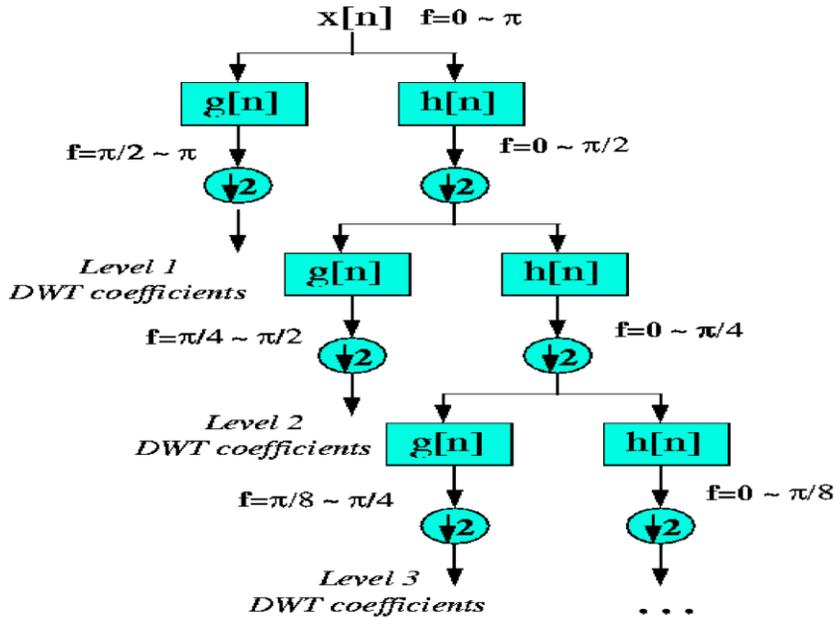 x[n] f=0 ~ π
g[n] h[n]
f=π/2 ~ π f=0 ~ π/2
↓2 ↓2
Level 1
DWT coefficients
g[n] h[n]
f=π/4 ~ π/2 f=0 ~ π/4
↓2 ↓2
Level 2
DWT coefficients
g[n] h[n]
f=π/8 ~ π/4 f=0 ~ π/8
↓2 ↓2
Level 3
DWT coefficients
. . .